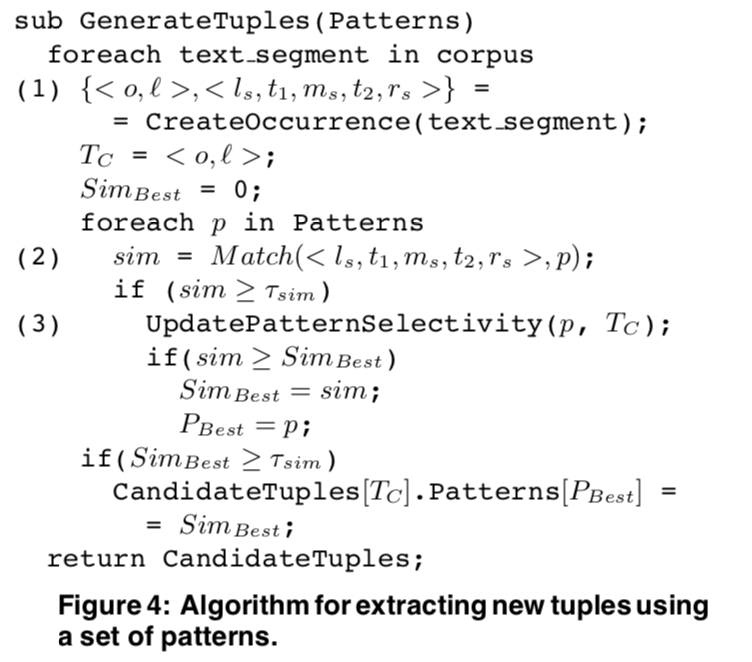 sub GenerateTuples(Patterns)
foreach text_segment in corpus
(1) {< o, ℓ >, < l_s, t_1, m_s, t_2, r_s >} =
= CreateOccurrence(text_segment);
T_C = < o, ℓ >;
Sim_Best = 0;
foreach p in Patterns
(2) sim = Match(< l_s, t_1, m_s, t_2, r_s >, p);
if (sim ≥ τ_sim)
(3) UpdatePatternSelectivity(p, T_C);
if(sim ≥ Sim_Best)
Sim_Best = sim;
P_Best = p;
if(Sim_Best ≥ τ_sim)
CandidateTuples[T_C].Patterns[P_Best] =
= Sim_Best;
return CandidateTuples;
Figure 4: Algorithm for extracting new tuples using
a set of patterns.